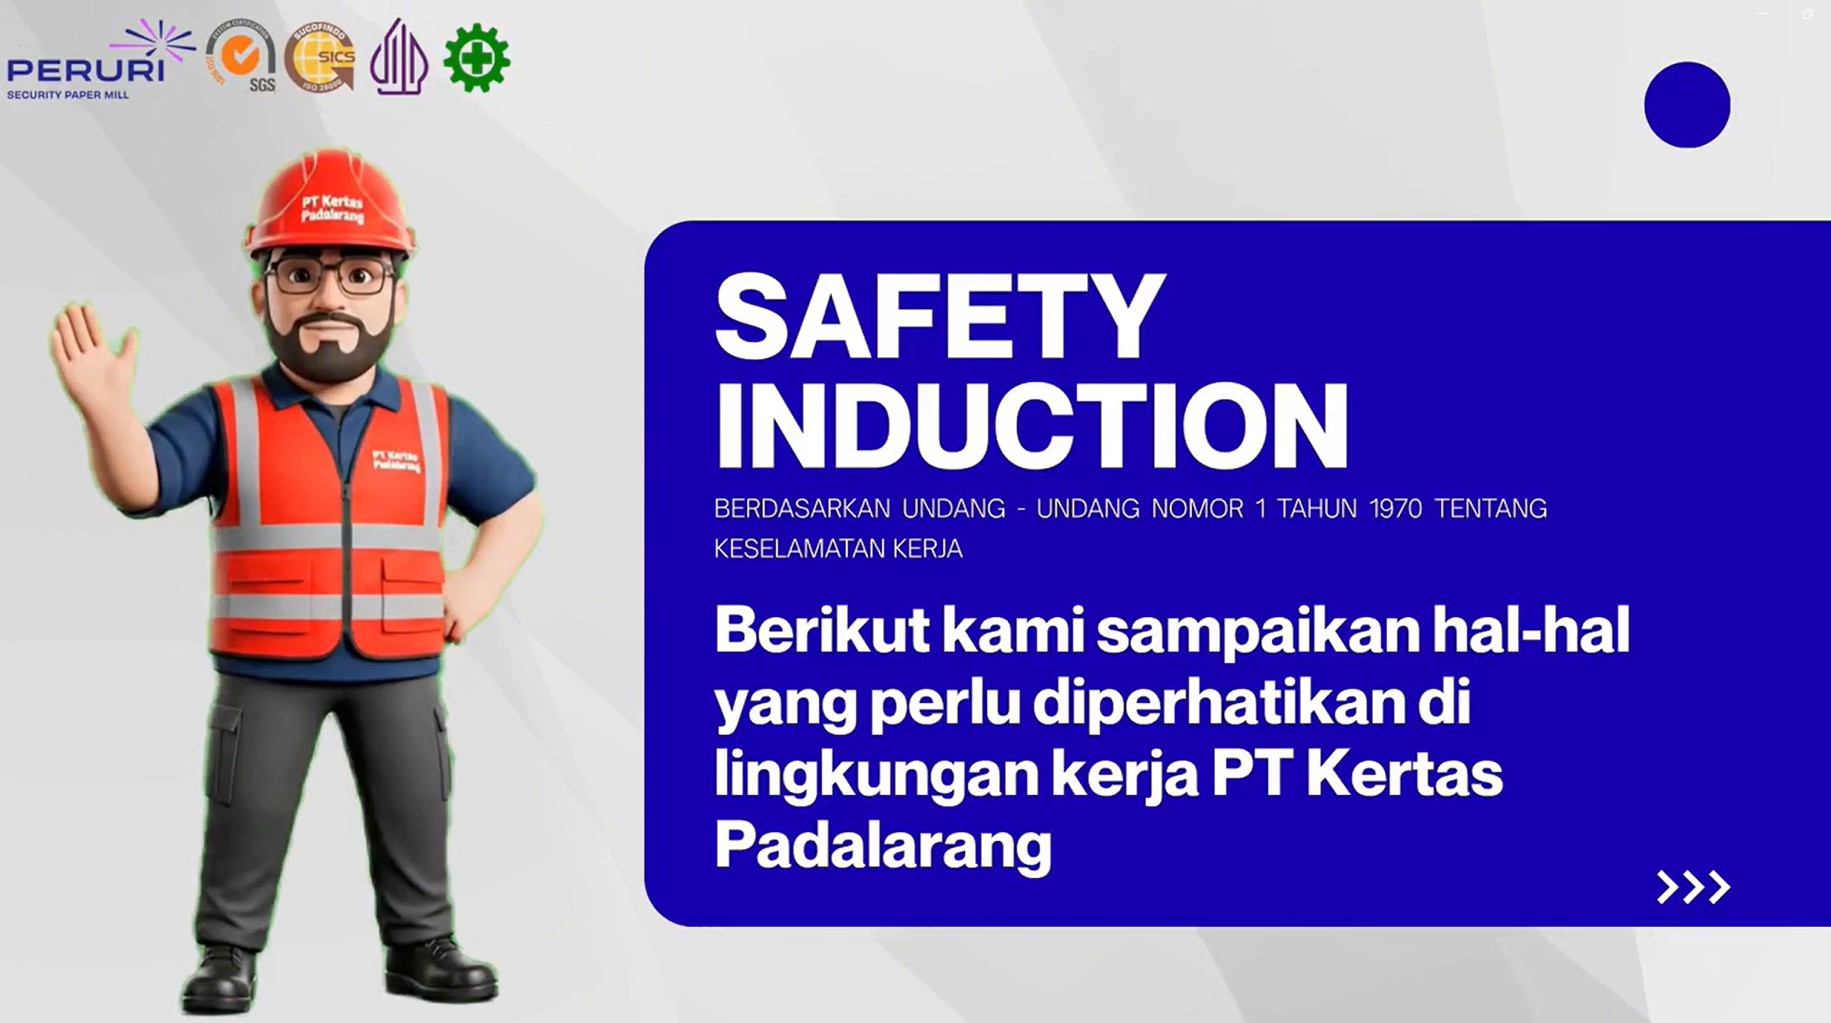 PERURI
SECURITY PAPER MILL
SYSTEM CERTIFICATION
SGS
SUCOFINDO
SICS
PT Kertas
Padalarang
PT Kertas
Padalarang
SAFETY
INDUCTION
BERDASARKAN UNDANG - UNDANG NOMOR 1 TAHUN 1970 TENTANG
KESELAMATAN KERJA
Berikut kami sampaikan hal-hal
yang perlu diperhatikan di
lingkungan kerja PT Kertas
Padalarang